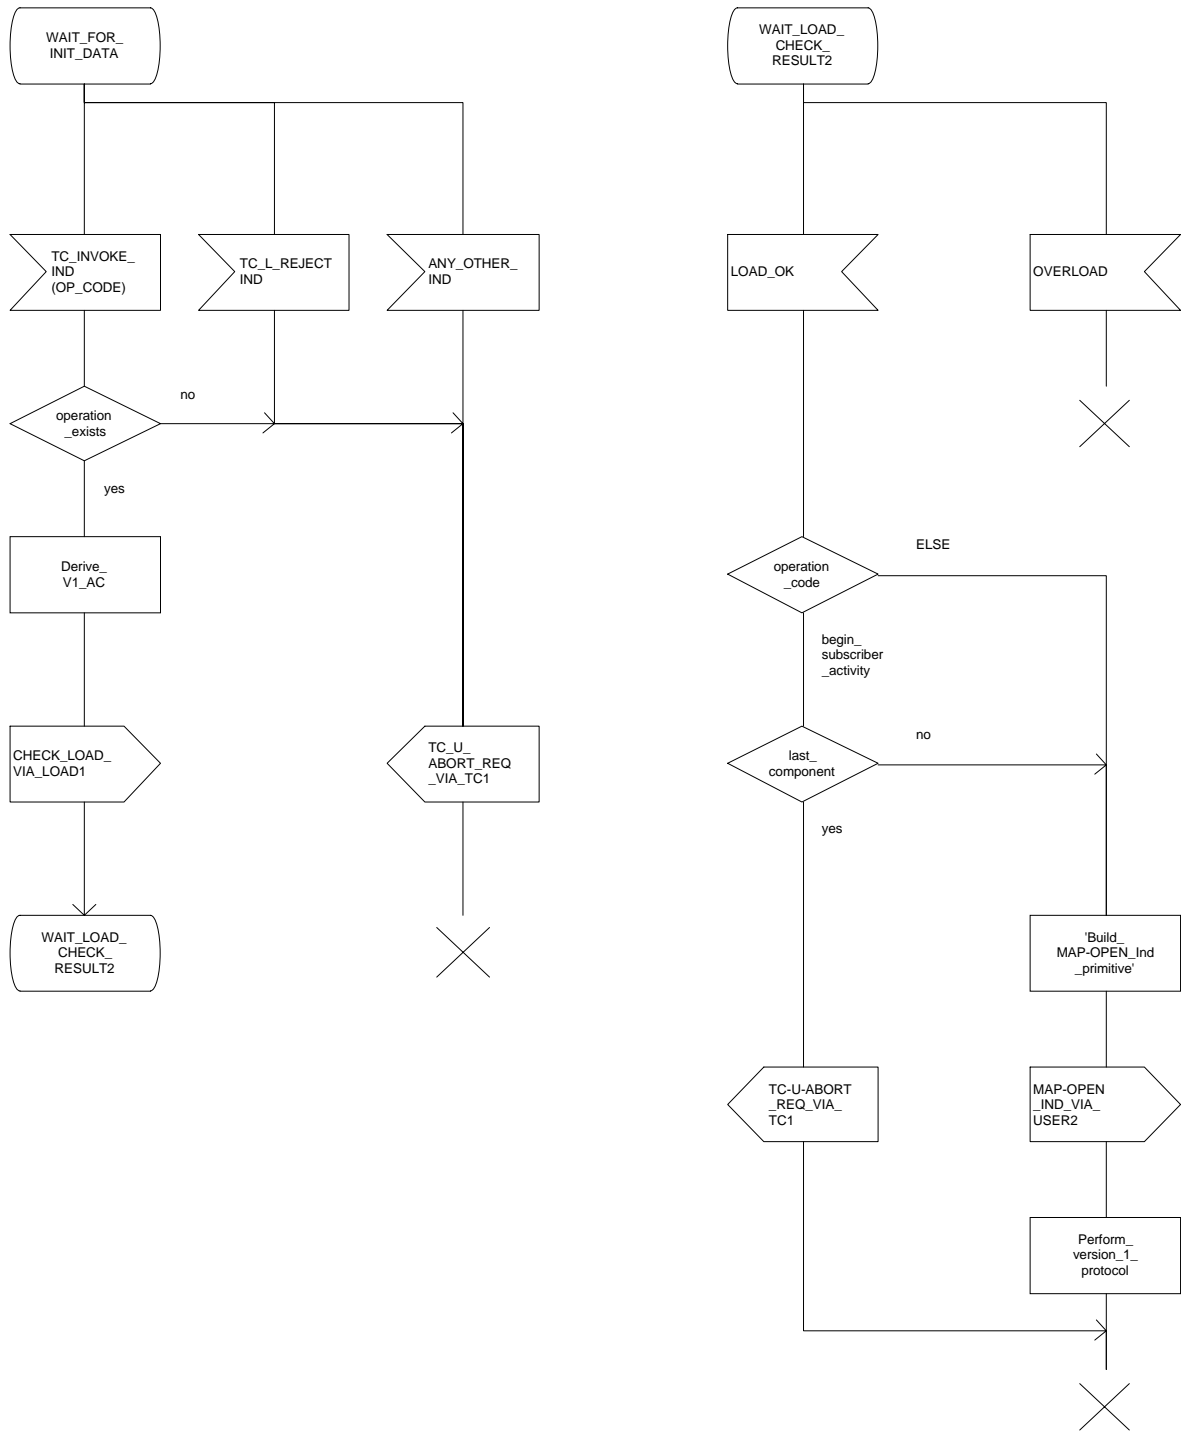 WAIT_FOR_
INIT_DATA
TC_INVOKE_
IND
(OP_CODE)
TC_L_REJECT
IND
ANY_OTHER_
IND
no
operation
_exists
yes
Derive_
V1_AC
CHECK_LOAD_
VIA_LOAD1
TC_U_
ABORT_REQ
_VIA_TC1
WAIT_LOAD_
CHECK_
RESULT2
WAIT_LOAD_
CHECK_
RESULT2
LOAD_OK
OVERLOAD
ELSE
operation
_code
begin_
subscriber
_activity
no
last_
component
yes
'Build_
MAP-OPEN_Ind
_primitive'
TC-U-ABORT
_REQ_VIA_
TC1
MAP-OPEN
_IND_VIA_
USER2
Perform_
version_1_
protocol